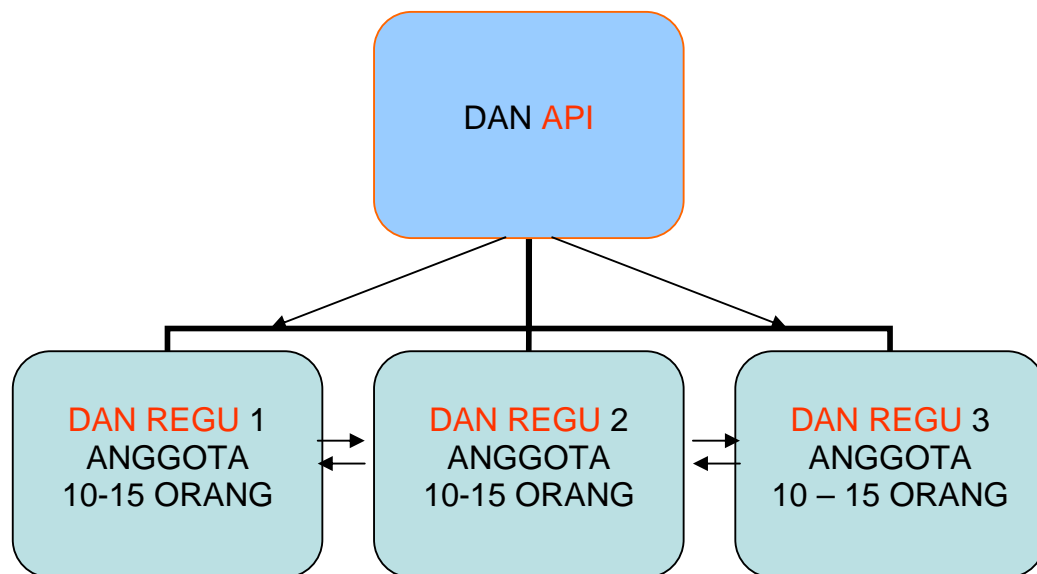 DAN API
DAN REGU 1
ANGGOTA
10-15 ORANG
DAN REGU 2
ANGGOTA
10-15 ORANG
DAN REGU 3
ANGGOTA
10 – 15 ORANG